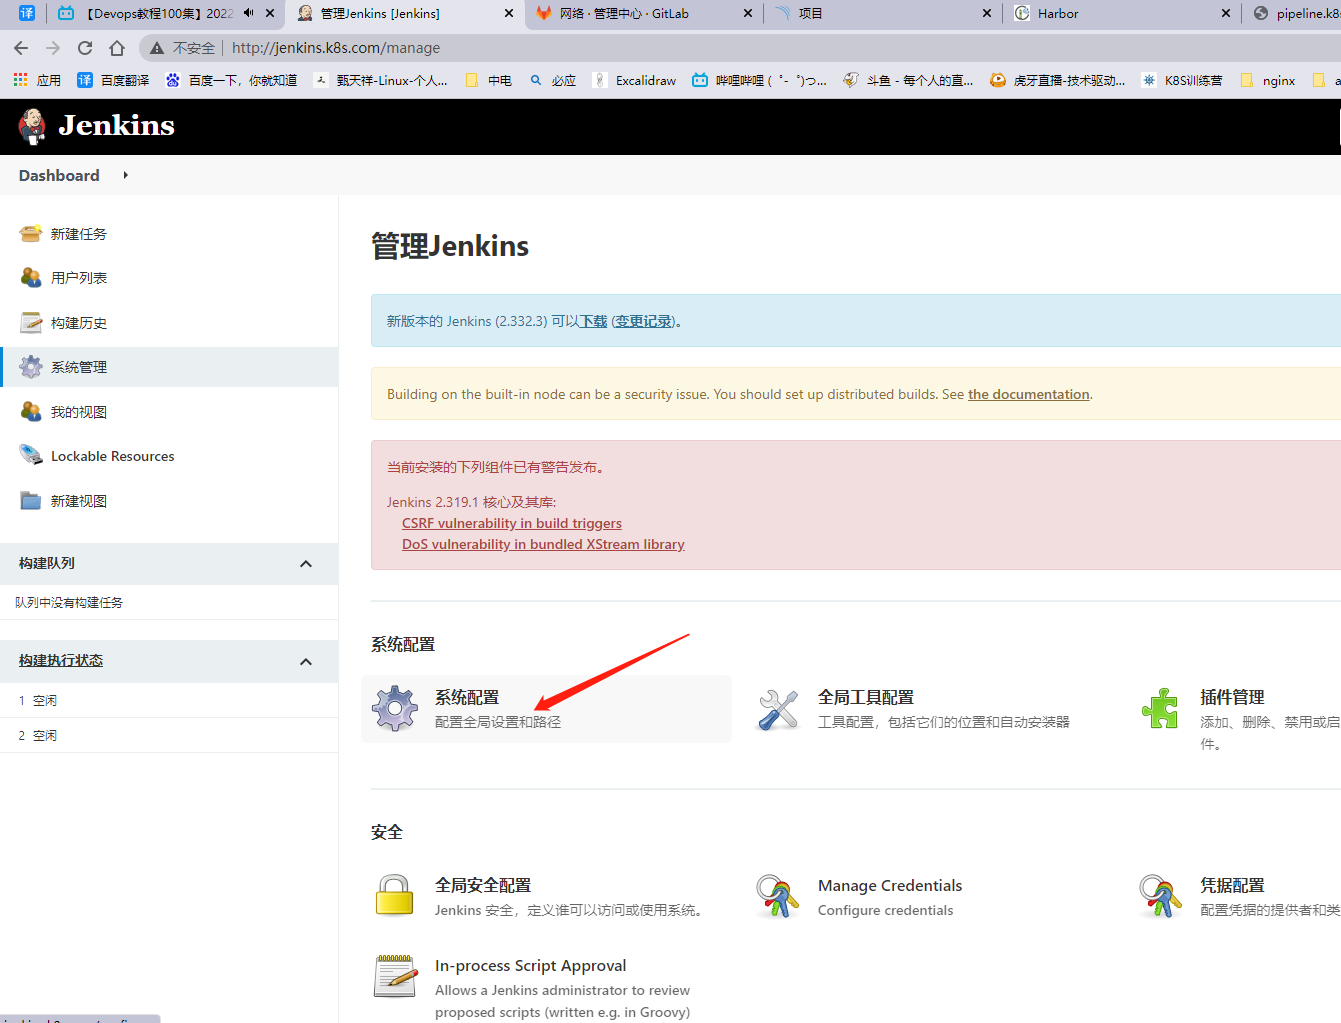 译
【Devops教程100集】2022
管理Jenkins [Jenkins]
网络 · 管理中心 · GitLab
项目
Harbor
pipeline.k8
不安全 | http://jenkins.k8s.com/manage
应用
译 百度翻译
百度一下，你就知道
甄天祥-Linux-个人...
中电
必应
Excalidraw
哔哩哔哩 ( ゜- ゜)つ...
斗鱼 - 每个人的直...
虎牙直播-技术驱动...
K8S训练营
nginx
Jenkins
Dashboard
新建任务
用户列表
构建历史
系统管理
我的视图
Lockable Resources
新建视图
构建队列
队列中没有构建任务
构建执行状态
1 空闲
2 空闲
管理Jenkins
新版本的 Jenkins (2.332.3) 可以下载 (变更记录)。
Building on the built-in node can be a security issue. You should set up distributed builds. See the documentation.
当前安装的下列组件已有警告发布。
Jenkins 2.319.1 核心及其库:
CSRF vulnerability in build triggers
DoS vulnerability in bundled XStream library
系统配置
系统配置
配置全局设置和路径
全局工具配置
工具配置，包括它们的位置和自动安装器
插件管理
添加、删除、禁用或启
件。
安全
全局安全配置
Jenkins 安全，定义谁可以访问或使用系统。
Manage Credentials
Configure credentials
凭据配置
配置凭据的提供者和类
In-process Script Approval
Allows a Jenkins administrator to review
proposed scripts (written e.g. in Groovy)